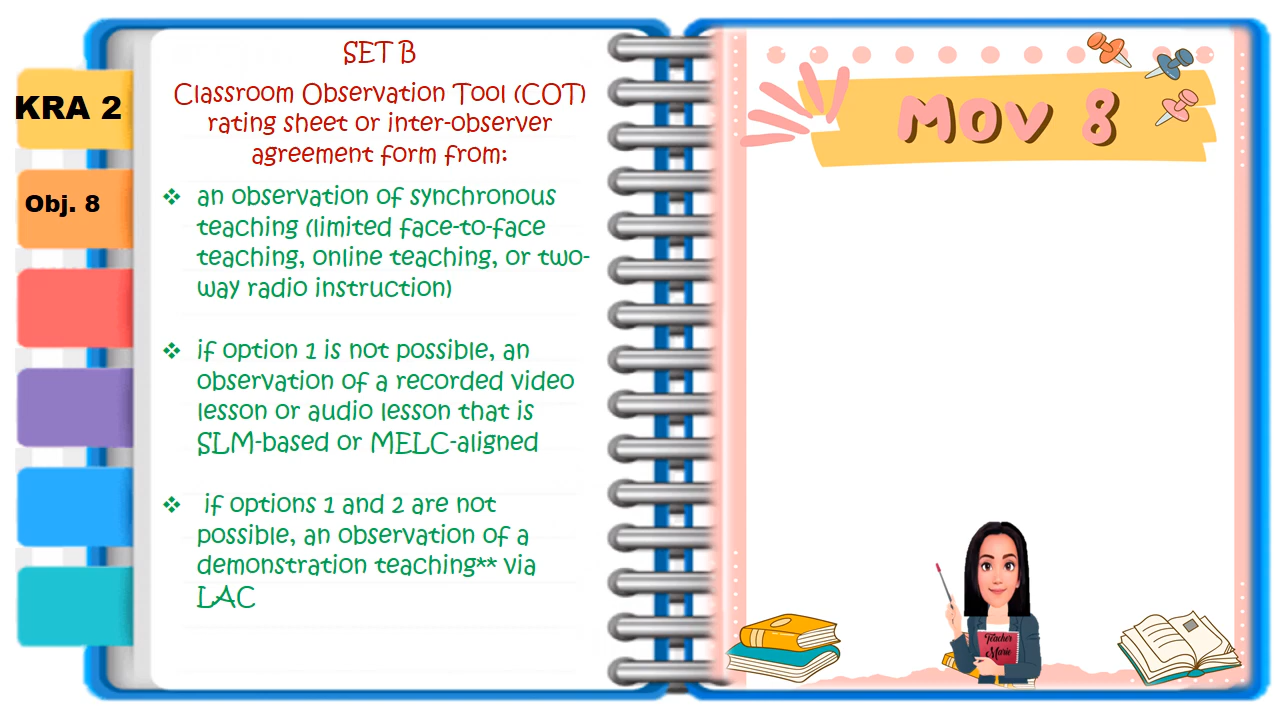 KRA 2
Obj. 8
SET B
Classroom Observation Tool (COT)
rating sheet or inter-observer
agreement form from:
❖ an observation of synchronous
teaching (limited face-to-face
teaching, online teaching, or two-
way radio instruction)
❖ if option 1 is not possible, an
observation of a recorded video
lesson or audio lesson that is
SLM-based or MELC-aligned
❖ if options 1 and 2 are not
possible, an observation of a
demonstration teaching** via
LAC
MOV 8
Teacher
Marie